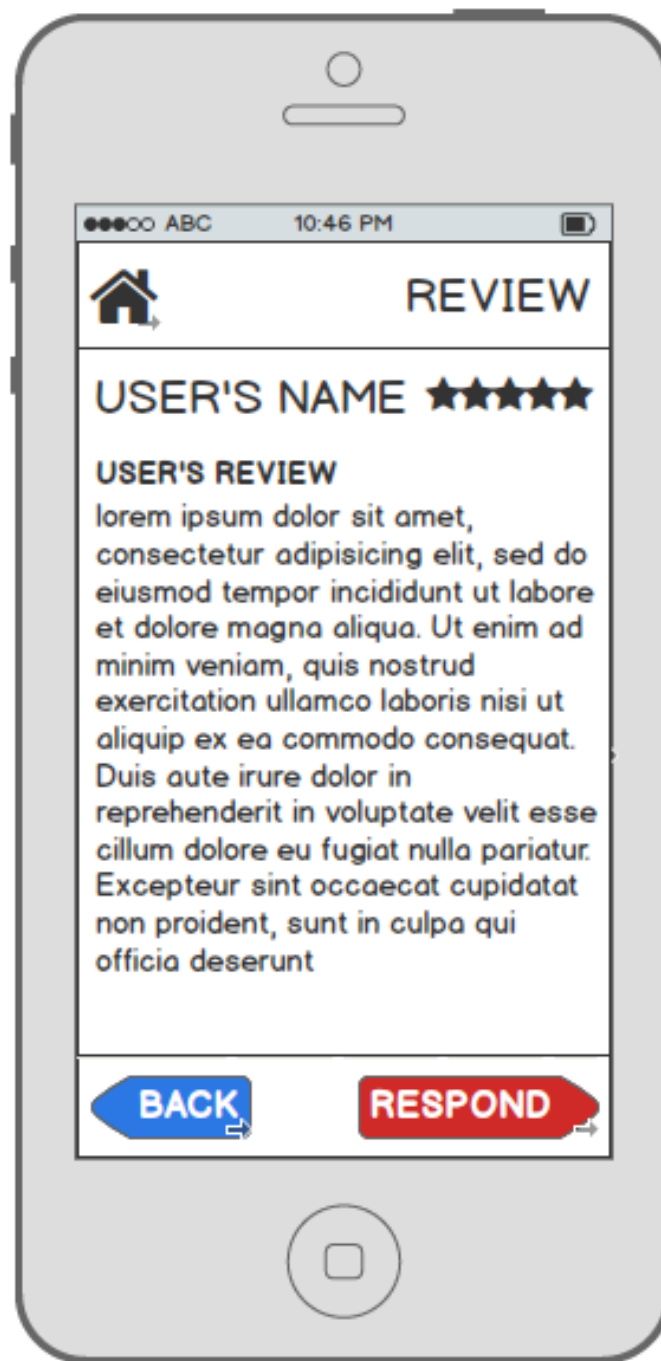 ABC 10:46 PM
REVIEW
USER'S NAME
USER'S REVIEW
lorem ipsum dolor sit amet,
consectetur adipisicing elit, sed do
eiusmod tempor incididunt ut labore
et dolore magna aliqua. Ut enim ad
minim veniam, quis nostrud
exercitation ullamco laboris nisi ut
aliquip ex ea commodo consequat.
Duis aute irure dolor in
reprehenderit in voluptate velit esse
cillum dolore eu fugiat nulla pariatur.
Excepteur sint occaecat cupidatat
non proident, sunt in culpa qui
officia deserunt
BACK RESPOND